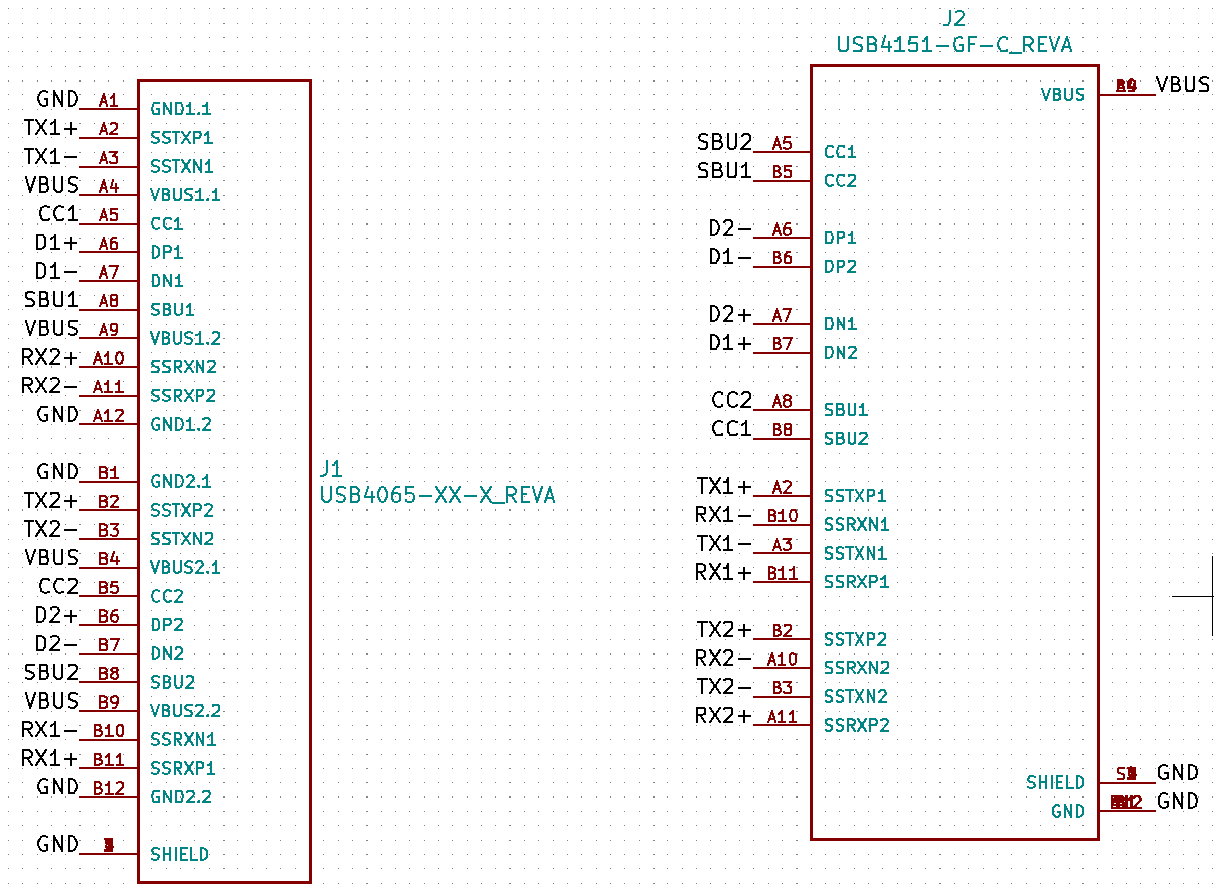 J2
USB4151-GF-C_REVA
GND A1 GND1.1
TX1+ A2 SSTXP1
TX1- A3 SSTXN1
VBUS A4 VBUS1.1
CC1 A5 CC1
D1+ A6 DP1
D1- A7 DN1
SBU1 A8 SBU1
VBUS A9 VBUS1.2
RX2+ A10 SSRXN2
RX2- A11 SSRXP2
GND A12 GND1.2
GND B1 GND2.1
TX2+ B2 SSTXP2
TX2- B3 SSTXN2
VBUS B4 VBUS2.1
CC2 B5 CC2
D2+ B6 DP2
D2- B7 DN2
SBU2 B8 SBU2
VBUS B9 VBUS2.2
RX1- B10 SSRXN1
RX1+ B11 SSRXP1
GND B12 GND2.2
GND SHIELD
J1
USB4065-XX-X_REVA
VBUS VBUS
SBU2 A5 CC1
SBU1 B5 CC2
D2- A6 DP1
D1- B6 DP2
D2+ A7 DN1
D1+ B7 DN2
CC2 A8 SBU1
CC1 B8 SBU2
TX1+ A2 SSTXP1
RX1- B10 SSRXN1
TX1- A3 SSTXN1
RX1+ B11 SSRXP1
TX2+ B2 SSTXP2
RX2- A10 SSRXN2
TX2- B3 SSTXN2
RX2+ A11 SSRXP2
SHIELD GND
GND GND